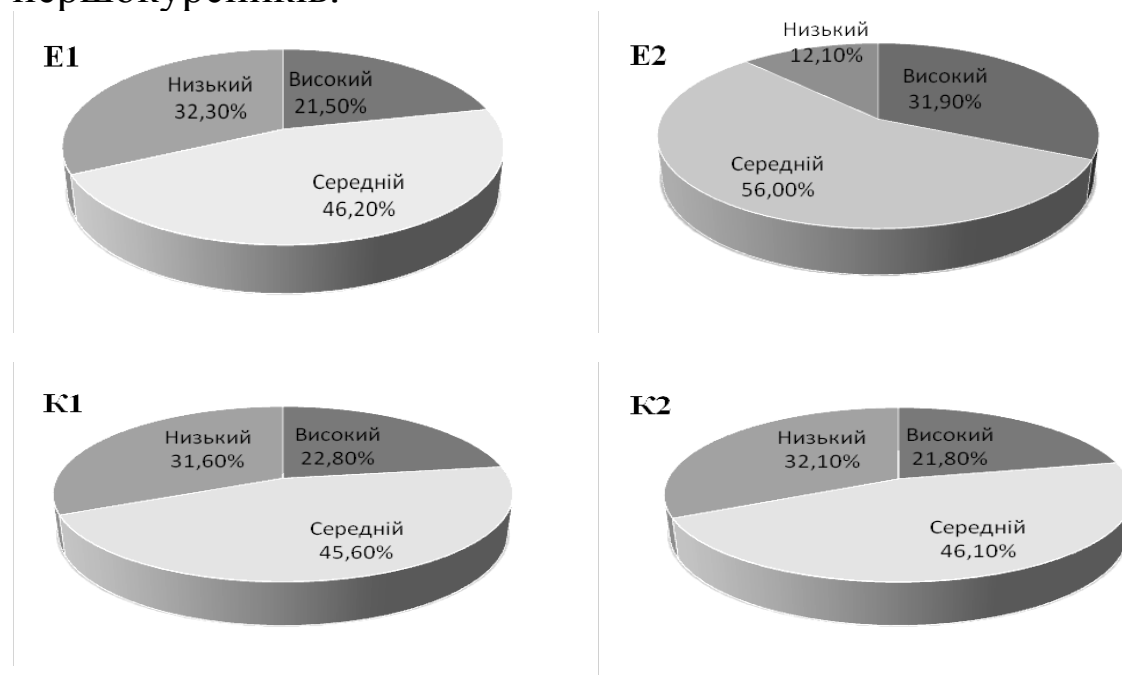 першокурсників.
Е1
Низький
32,30%
Високий
21,50%
Середній
46,20%
Е2
Низький
12,10%
Високий
31,90%
Середній
56,00%
К1
Низький
31,60%
Високий
22,80%
Середній
45,60%
К2
Низький
32,10%
Високий
21,80%
Середній
46,10%